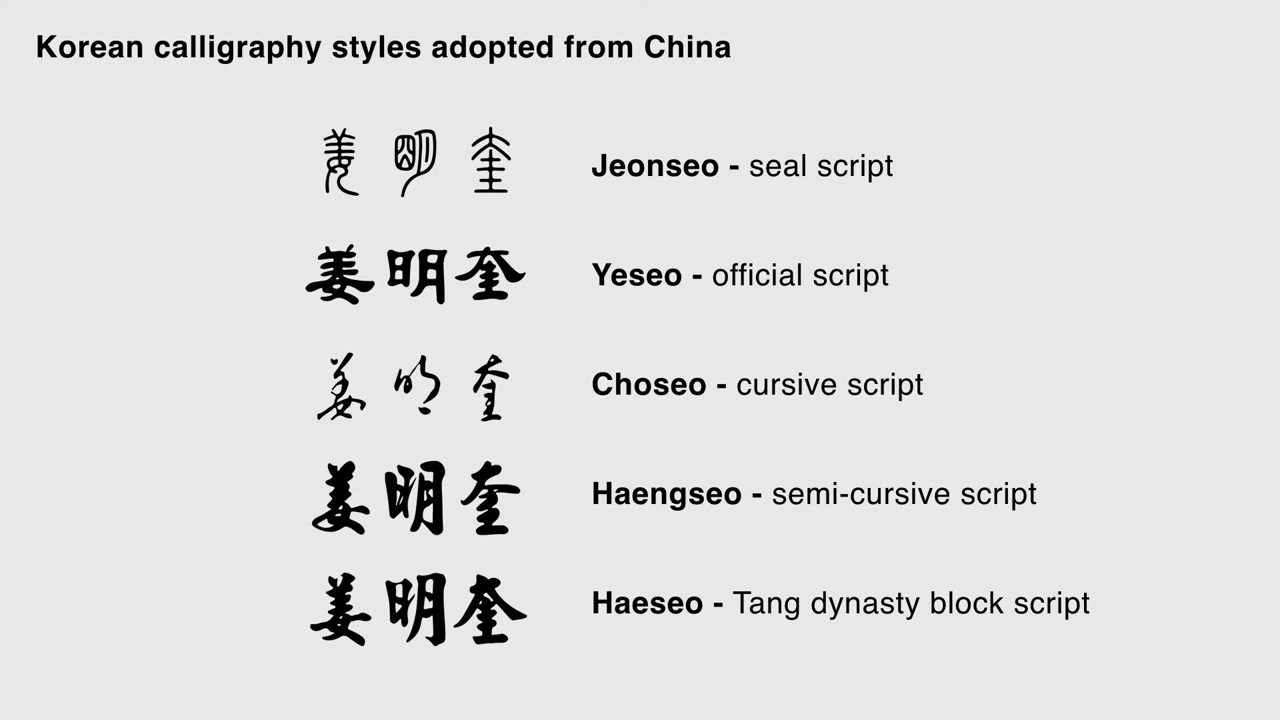 Korean calligraphy styles adopted from China
姜明奎 Jeonseo - seal script
姜明奎 Yeseo - official script
姜明奎 Choseo - cursive script
姜明奎 Haengseo - semi-cursive script
姜明奎 Haeseo - Tang dynasty block script